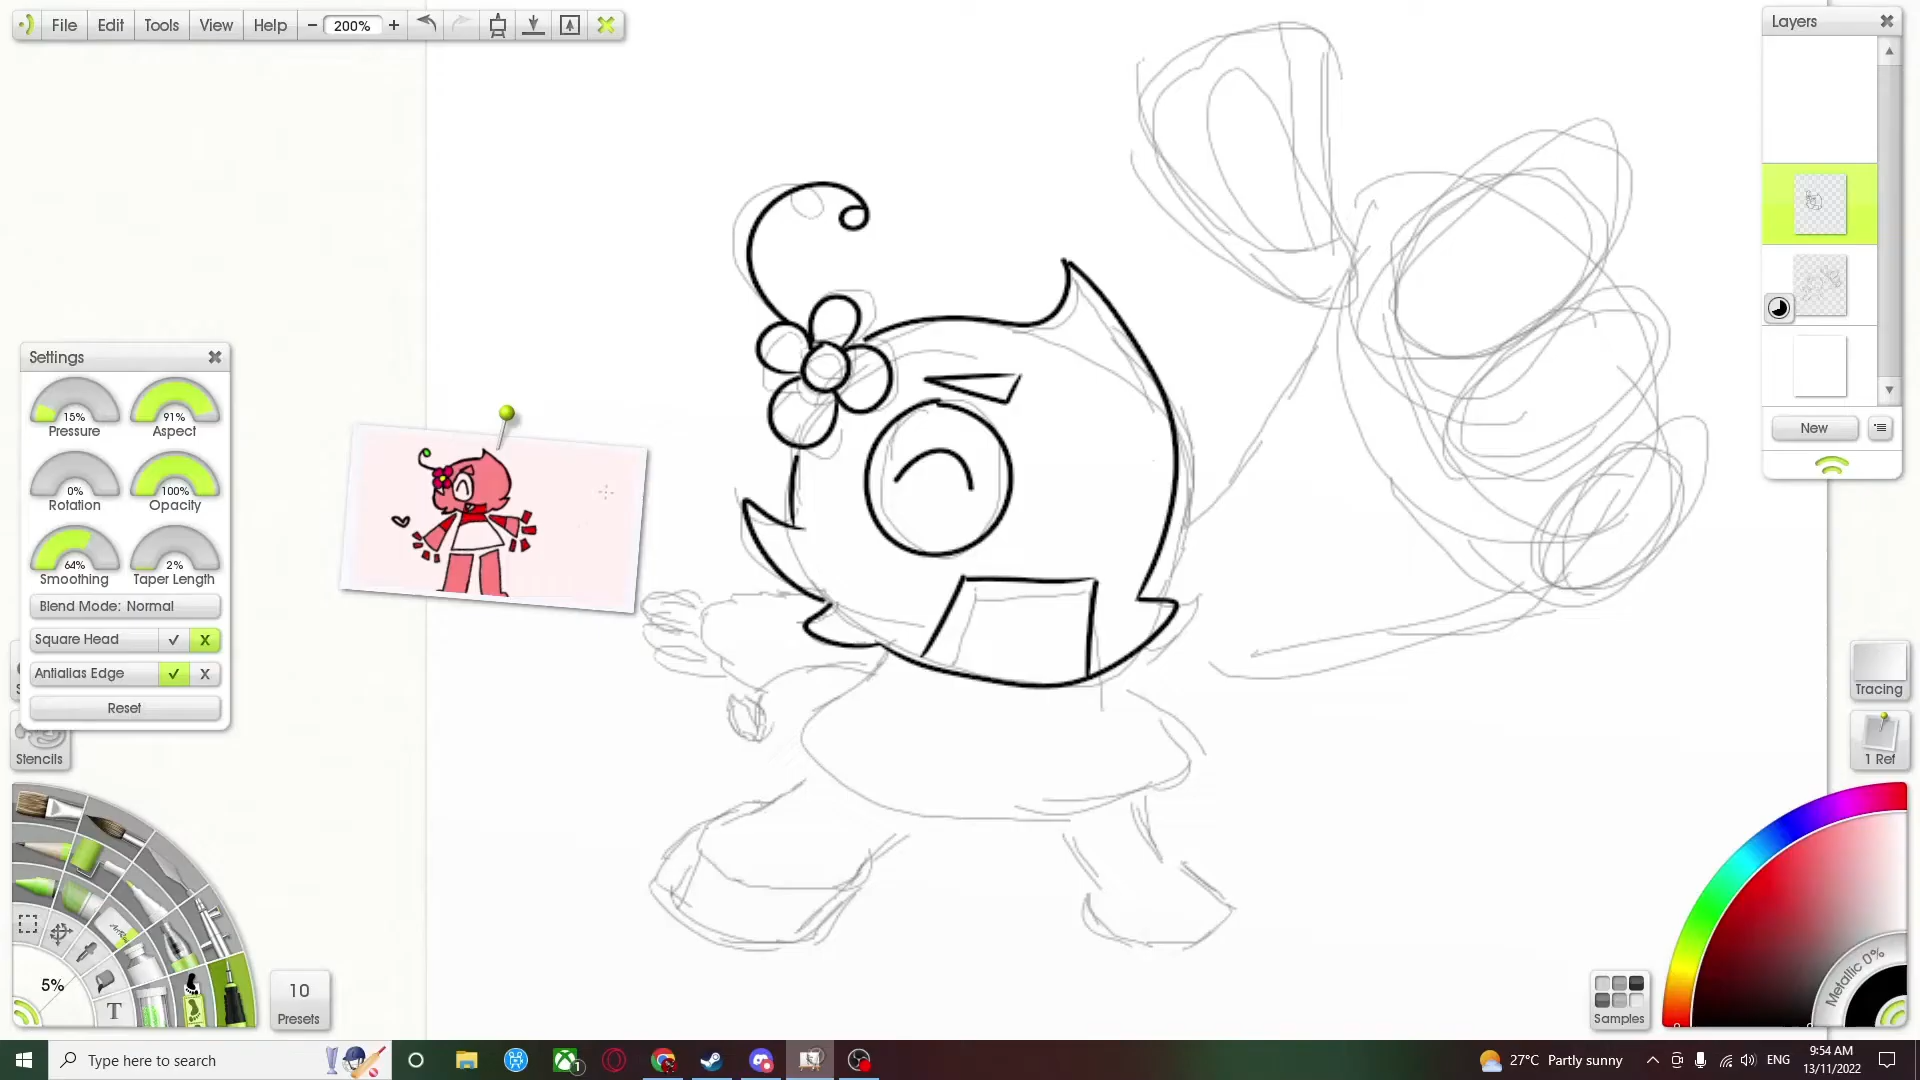 File Edit Tools View Help − 200% +
Layers
Settings
15% 91%
Pressure Aspect
0% 100%
Rotation Opacity
64% 2%
Smoothing Taper Length
Blend Mode: Normal
Square Head
Antialias Edge
Reset
Stencils
New
Tracing
1 Ref
5%
T
10
Presets
Samples
Metallic 0%
Type here to search
1
27°C Partly sunny
ENG
9:54 AM
13/11/2022